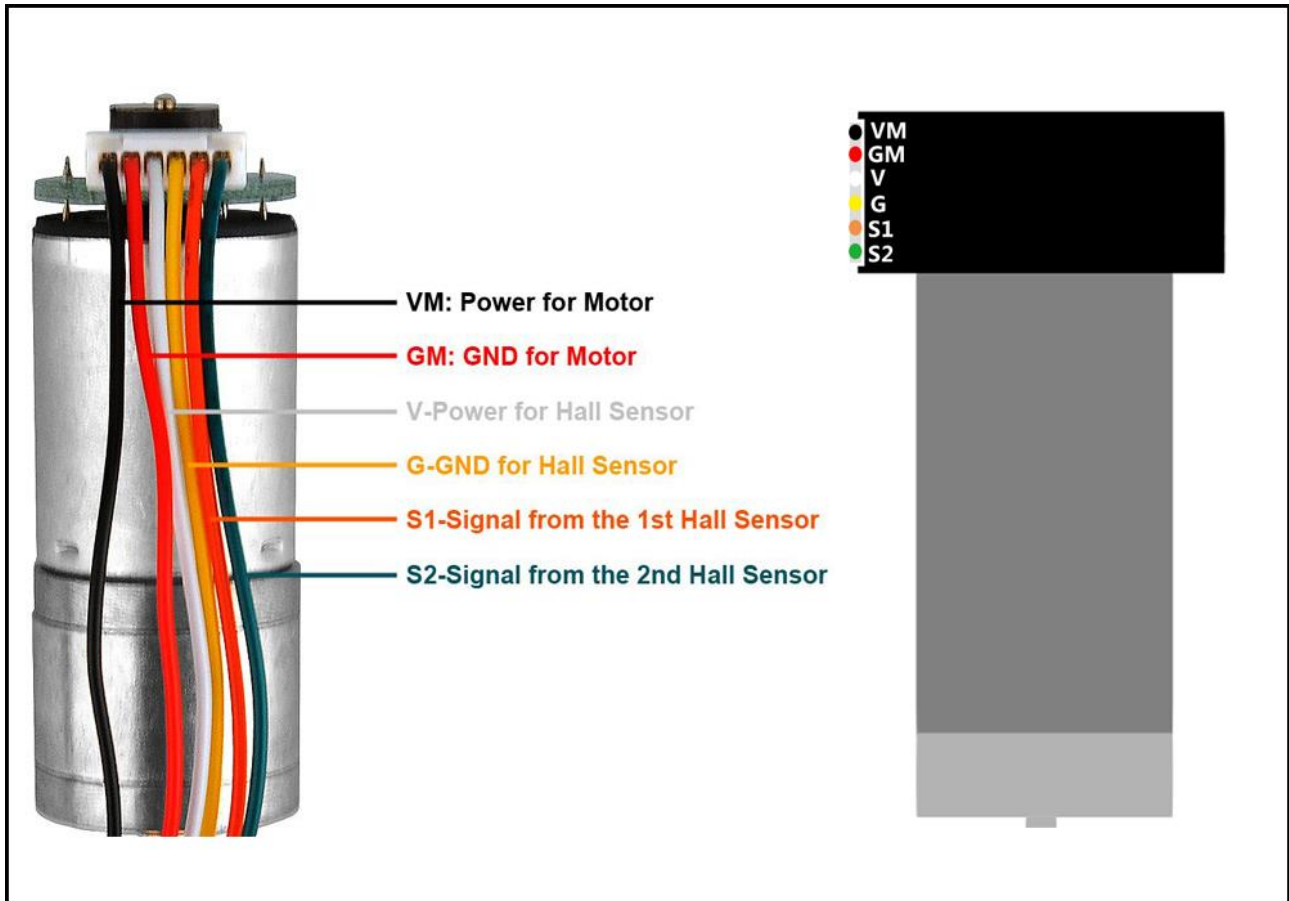 VM: Power for Motor
GM: GND for Motor
V-Power for Hall Sensor
G-GND for Hall Sensor
S1-Signal from the 1st Hall Sensor
S2-Signal from the 2nd Hall Sensor
VM
GM
V
G
S1
S2